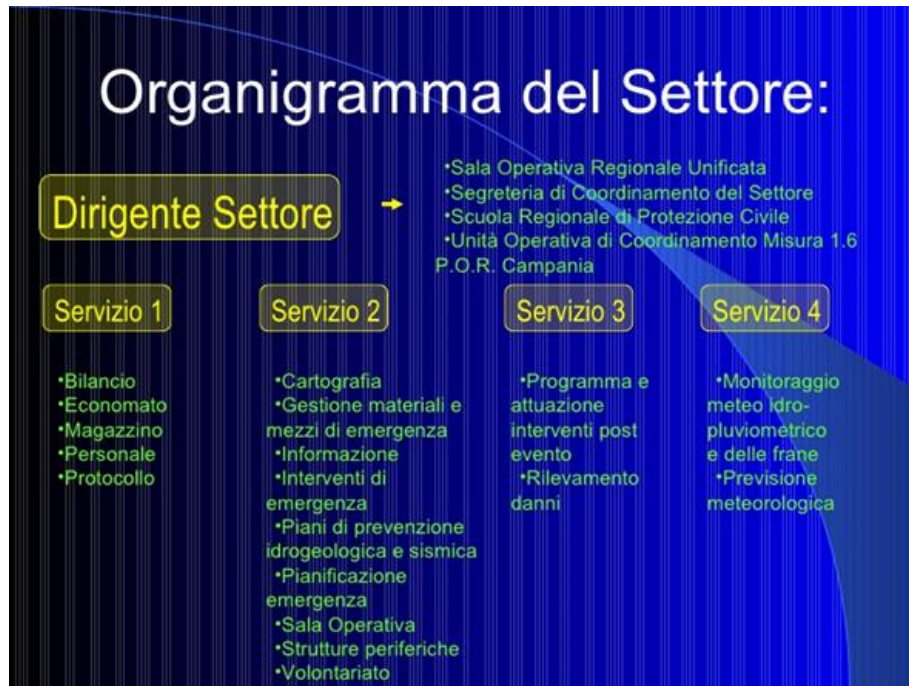 Organigramma del Settore:
Dirigente Settore
•Sala Operativa Regionale Unificata
•Segreteria di Coordinamento del Settore
•Scuola Regionale di Protezione Civile
•Unità Operativa di Coordinamento Misura 1.6
P.O.R. Campania
Servizio 1
•Bilancio
•Economato
•Magazzino
•Personale
•Protocollo
Servizio 2
•Cartografia
•Gestione materiali e
mezzi di emergenza
•Informazione
•Interventi di
emergenza
•Piani di prevenzione
idrogeologica e sismica
•Pianificazione
emergenza
•Sala Operativa
•Strutture periferiche
•Volontariato
Servizio 3
•Programma e
attuazione
interventi post
evento
•Rilevamento
danni
Servizio 4
•Monitoraggio
meteo idro-
pluviometrico
e delle frane
•Previsione
meteorologica